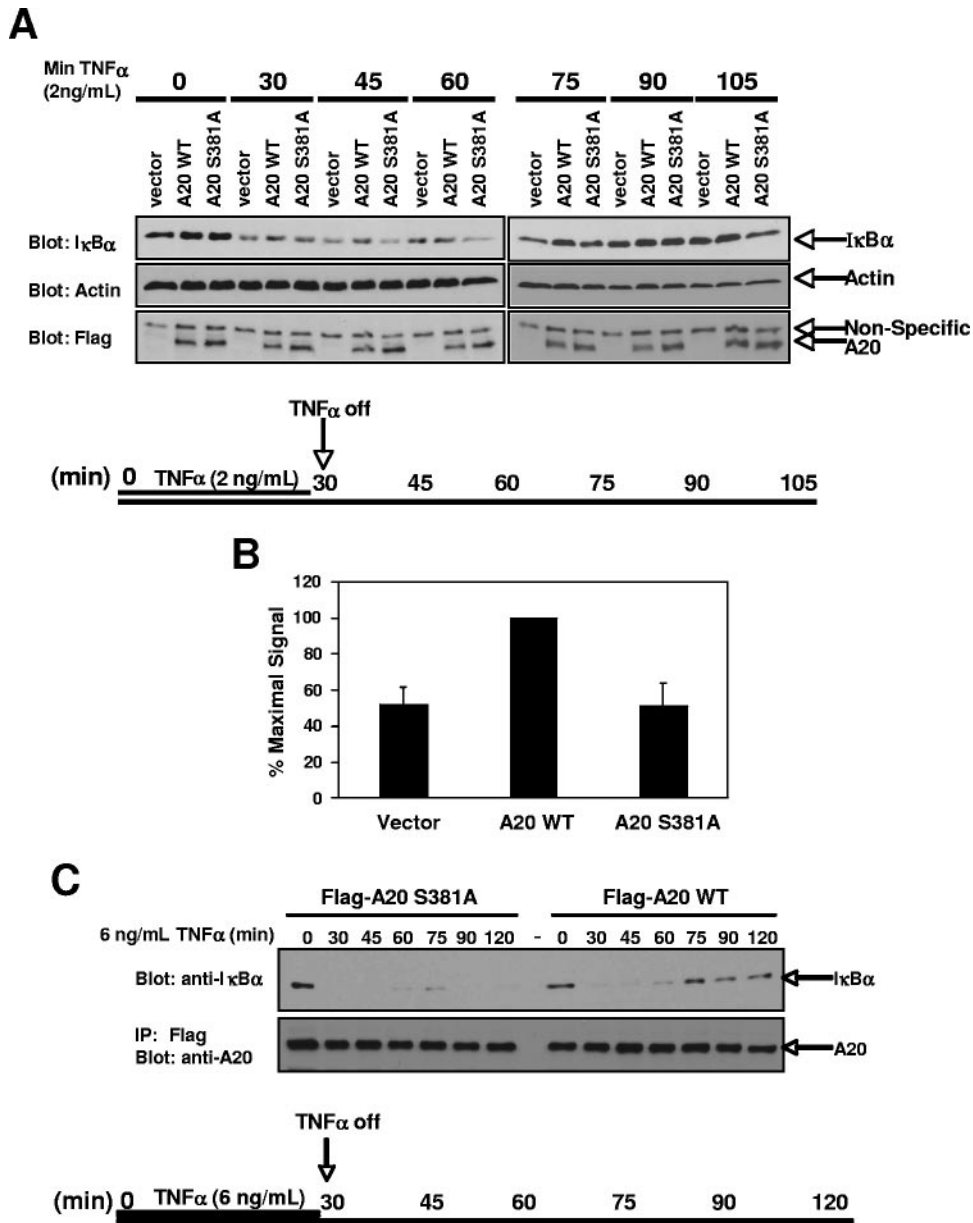 A
Min TNFα
(2ng/mL)
0 30 45 60 75 90 105
vector A20 WT A20 S381A vector A20 WT A20 S381A vector A20 WT A20 S381A vector A20 WT A20 S381A vector A20 WT A20 S381A vector A20 WT A20 S381A vector A20 WT A20 S381A
Blot: IκBα IκBα
Blot: Actin Actin
Blot: Flag Non-Specific
A20
TNFα off
(min) 0 TNFα (2 ng/mL) 30 45 60 75 90 105
B
% Maximal Signal
120
100
80
60
40
20
0
Vector A20 WT A20 S381A
C
Flag-A20 S381A Flag-A20 WT
6 ng/mL TNFα (min) 0 30 45 60 75 90 120 - 0 30 45 60 75 90 120
Blot: anti-IκBα IκBα
IP: Flag
Blot: anti-A20 A20
TNFα off
(min) 0 TNFα (6 ng/mL) 30 45 60 75 90 120